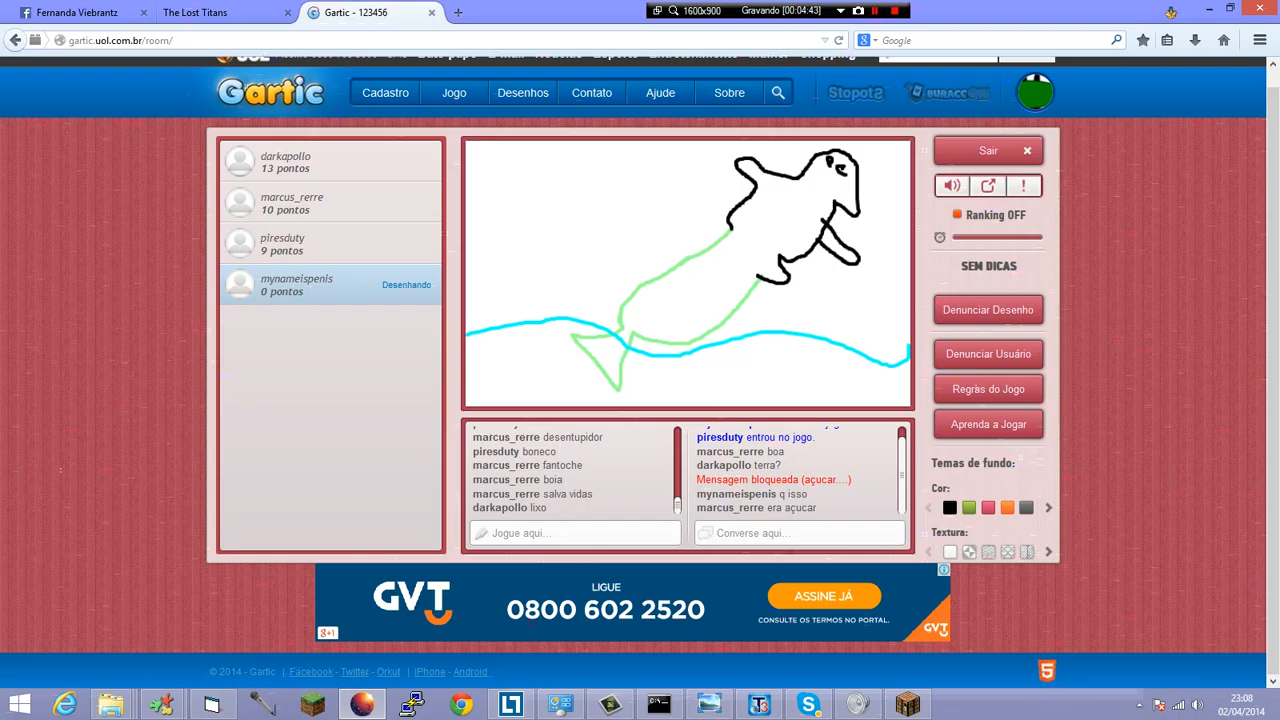 Fernanda Viebrantz
The Lost Titans
Gartic - 123456
1600x900
Gravando [00:04:43]
gartic.uol.com.br/room/
Google
Gartic
Cadastro
Jogo
Desenhos
Contato
Ajude
Sobre
Stopots
BURACOON
darkapollo
13 pontos
marcus_rerre
10 pontos
piresduty
9 pontos
mynameispenis
0 pontos
Desenhando
Sair
Ranking OFF
SEM DICAS
Denunciar Desenho
Denunciar Usuário
Regras do Jogo
Aprenda a Jogar
Temas de fundo:
Cor:
Textura:
marcus_rerre desentupidor
piresduty boneco
marcus_rerre fantoche
marcus_rerre boia
marcus_rerre salva vidas
darkapollo lixo
Jogue aqui...
piresduty entrou no jogo.
marcus_rerre boa
darkapollo terra?
Mensagem bloqueada (açucar....)
mynameispenis q isso
marcus_rerre era açucar
Converse aqui...
GVT
LIGUE
0800 602 2520
ASSINE JÁ
CONSULTE OS TERMOS NO PORTAL.
GVT
g+1
© 2014 - Gartic | Facebook - Twitter - Orkut | iPhone - Android
23:08
02/04/2014